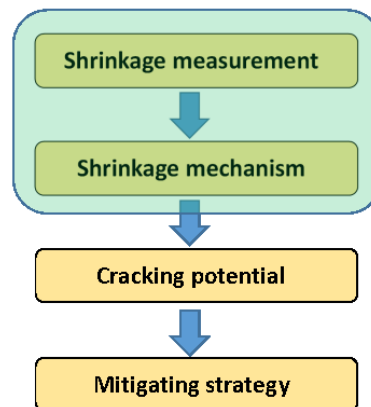 Shrinkage measurement
Shrinkage mechanism
Cracking potential
Mitigating strategy